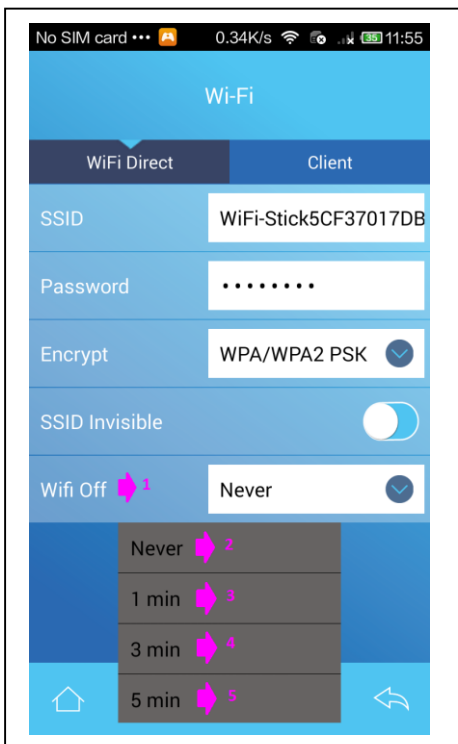 No SIM card ••• 0.34K/s 35 11:55
Wi-Fi
WiFi Direct Client
SSID WiFi-Stick5CF37017DB
Password ••••••••
Encrypt WPA/WPA2 PSK
SSID Invisible
Wifi Off 1 Never
Never 2
1 min 3
3 min 4
5 min 5